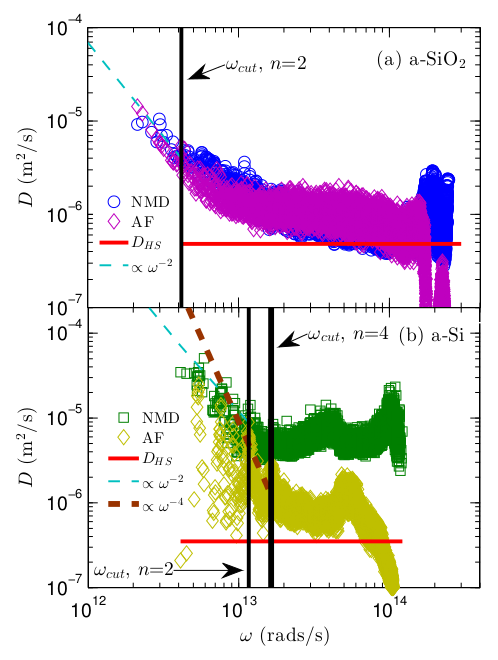 10⁻⁴
(a) a-SiO₂
ω_cut, n=2
10⁻⁵
D (m²/s)
10⁻⁶
NMD
AF
D_HS
∝ ω⁻²
10⁻⁷
10⁻⁴
ω_cut, n=4
(b) a-Si
10⁻⁵
D (m²/s)
NMD
AF
D_HS
∝ ω⁻²
∝ ω⁻⁴
10⁻⁶
ω_cut, n=2
10⁻⁷
10¹² 10¹³ 10¹⁴
ω (rads/s)